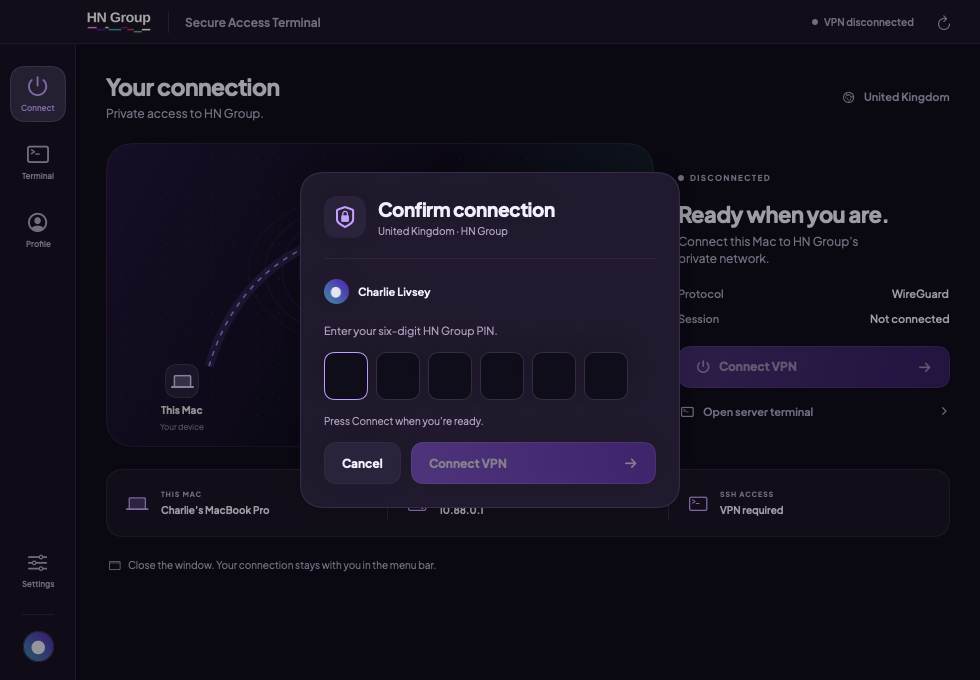 HN Group
Secure Access Terminal
VPN disconnected
Connect
Terminal
Profile
Settings
Your connection
Private access to HN Group.
United Kingdom
This Mac
Your device
DISCONNECTED
Ready when you are.
Connect this Mac to HN Group's
private network.
Protocol
WireGuard
Session
Not connected
Connect VPN
Open server terminal
Confirm connection
United Kingdom · HN Group
Charlie Livsey
Enter your six-digit HN Group PIN.
Press Connect when you're ready.
Cancel
Connect VPN
THIS MAC
Charlie's MacBook Pro
10.88.0.1
SSH ACCESS
VPN required
Close the window. Your connection stays with you in the menu bar.